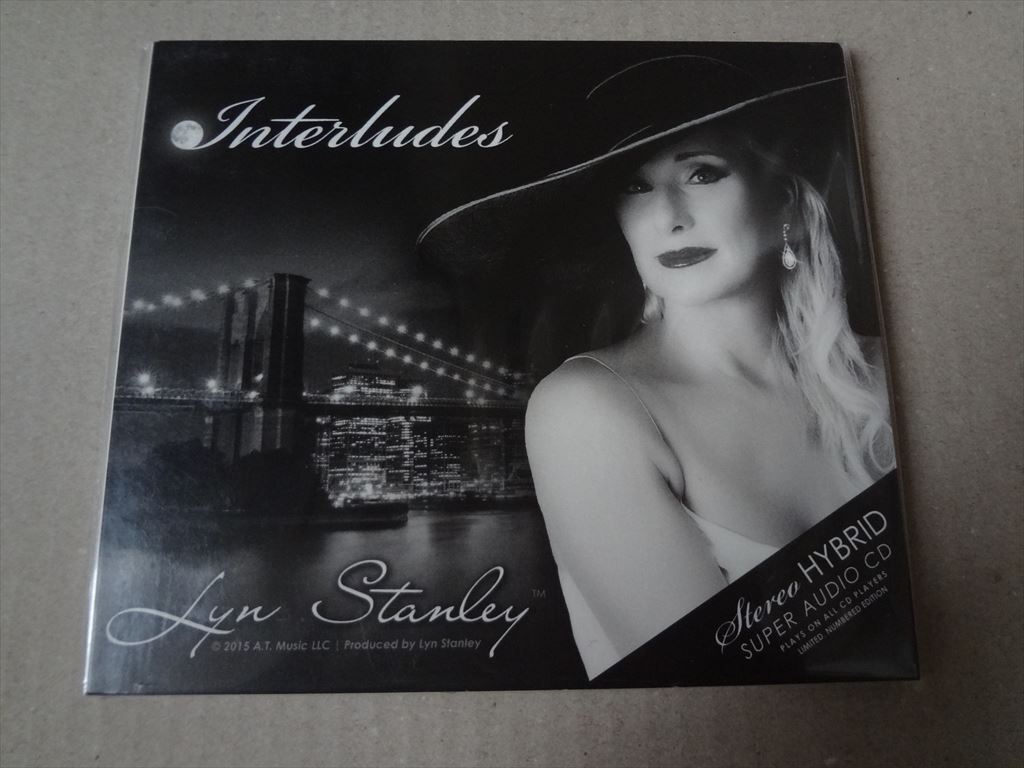 Interludes
Lyn Stanley™
© 2015 A.T. Music LLC | Produced by Lyn Stanley
Stereo HYBRID
SUPER AUDIO CD
PLAYS ON ALL CD PLAYERS
LIMITED, NUMBERED EDITION